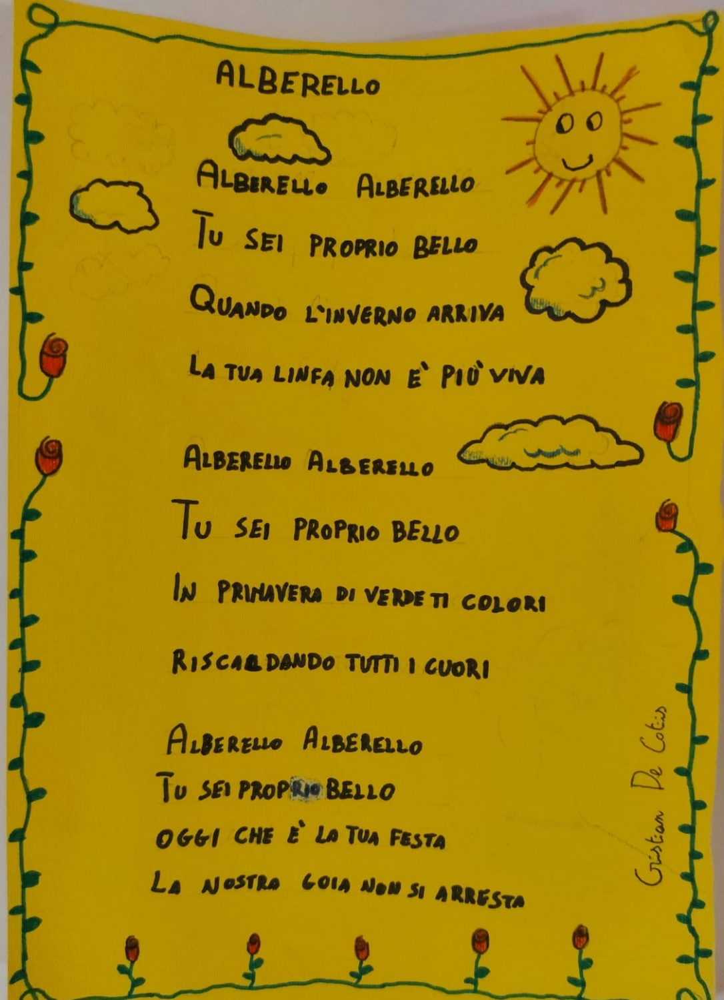 ALBERELLO
ALBERELLO ALBERELLO
TU SEI PROPRIO BELLO
QUANDO L'INVERNO ARRIVA
LA TUA LINFA NON È PIÙ VIVA
ALBERELLO ALBERELLO
TU SEI PROPRIO BELLO
IN PRIMAVERA DI VERDE TI COLORI
RISCALDANDO TUTTI I CUORI
ALBERELLO ALBERELLO
TU SEI PROPRIO BELLO
OGGI CHE È LA TUA FESTA
LA NOSTRA GOIA NON SI ARRESTA
Cristian De Cotiis